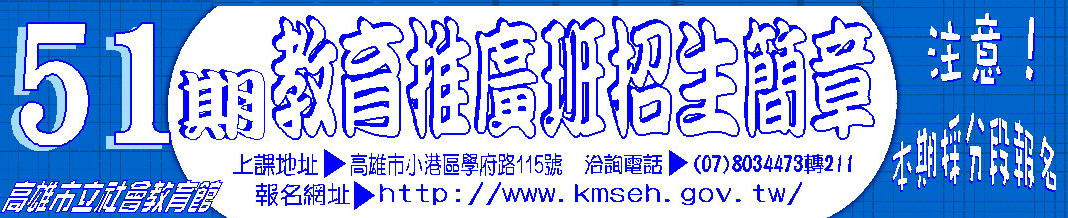 51期教育推廣班招生簡章
上課地址▶高雄市小港區學府路115號 洽詢電話▶(07)8034473轉211
報名網址▶http://www.kmseh.gov.tw/
高雄市立社會教育館
注意！
本期採分段報名